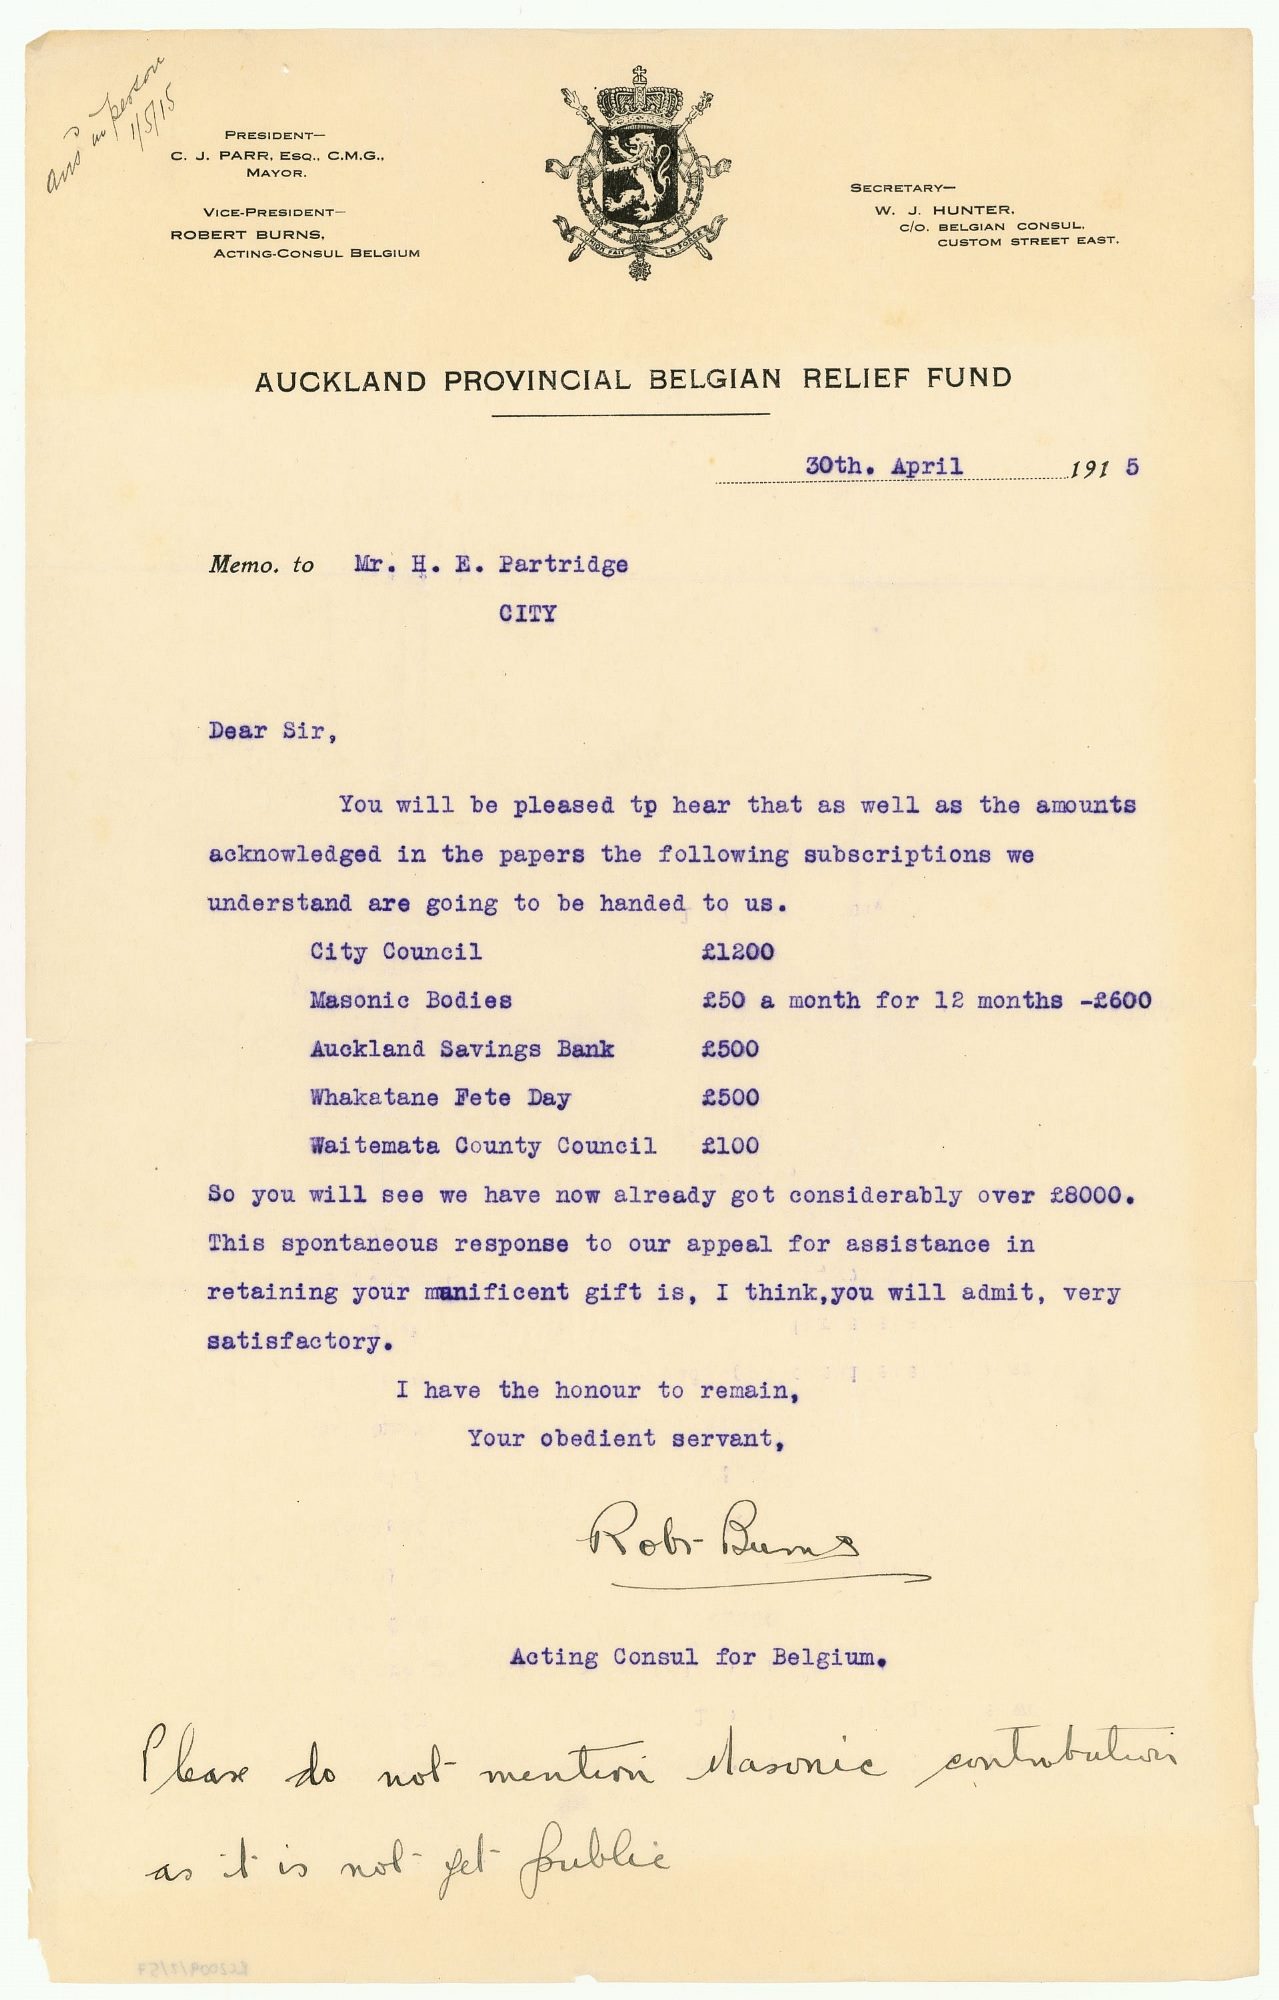 ans'd in person
1/5/15
PRESIDENT—
C. J. PARR, ESQ., C.M.G.,
MAYOR.
VICE-PRESIDENT—
ROBERT BURNS,
ACTING-CONSUL BELGIUM
L'UNION FAIT LA FORCE
SECRETARY—
W. J. HUNTER,
C/O. BELGIAN CONSUL,
CUSTOM STREET EAST.
AUCKLAND PROVINCIAL BELGIAN RELIEF FUND
30th. April 1915
Memo. to Mr. H. E. Partridge
CITY
Dear Sir,
You will be pleased tp hear that as well as the amounts
acknowledged in the papers the following subscriptions we
understand are going to be handed to us.
City Council £1200
Masonic Bodies £50 a month for 12 months -£600
Auckland Savings Bank £500
Whakatane Fete Day £500
Waitemata County Council £100
So you will see we have now already got considerably over £8000.
This spontaneous response to our appeal for assistance in
retaining your munificent gift is, I think,you will admit, very
satisfactory.
I have the honour to remain,
Your obedient servant,
Robt Burns
Acting Consul for Belgium.
Please do not mention Masonic contribution
as it is not yet public